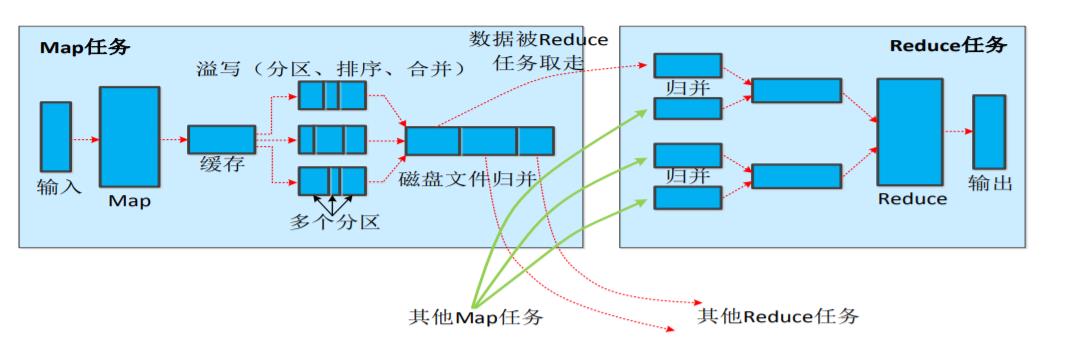 Map任务
溢写（分区、排序、合并）
数据被Reduce
任务取走
输入
Map
缓存
多个分区
磁盘文件归并
其他Map任务
其他Reduce任务
Reduce任务
归并
归并
Reduce
输出